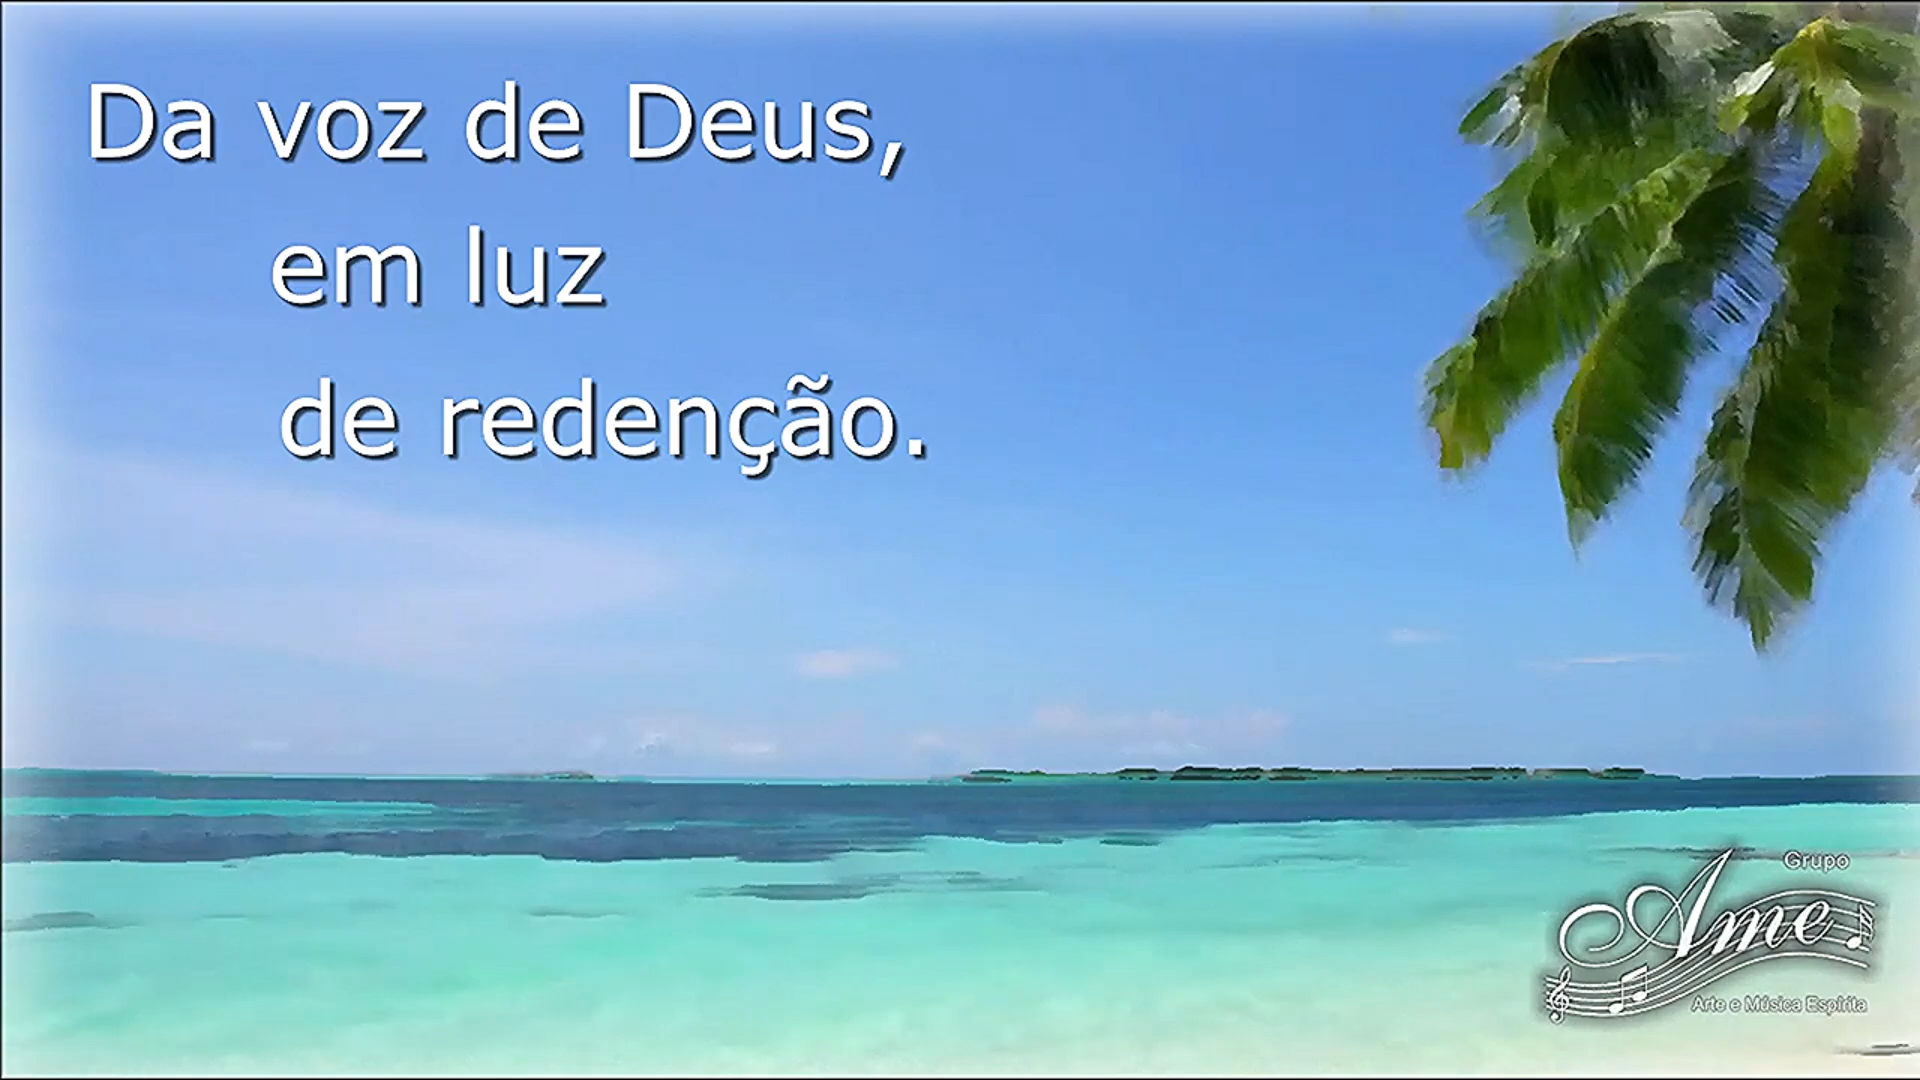 Da voz de Deus,
em luz
de redenção.
Grupo
Ame
Arte e Música Espírita